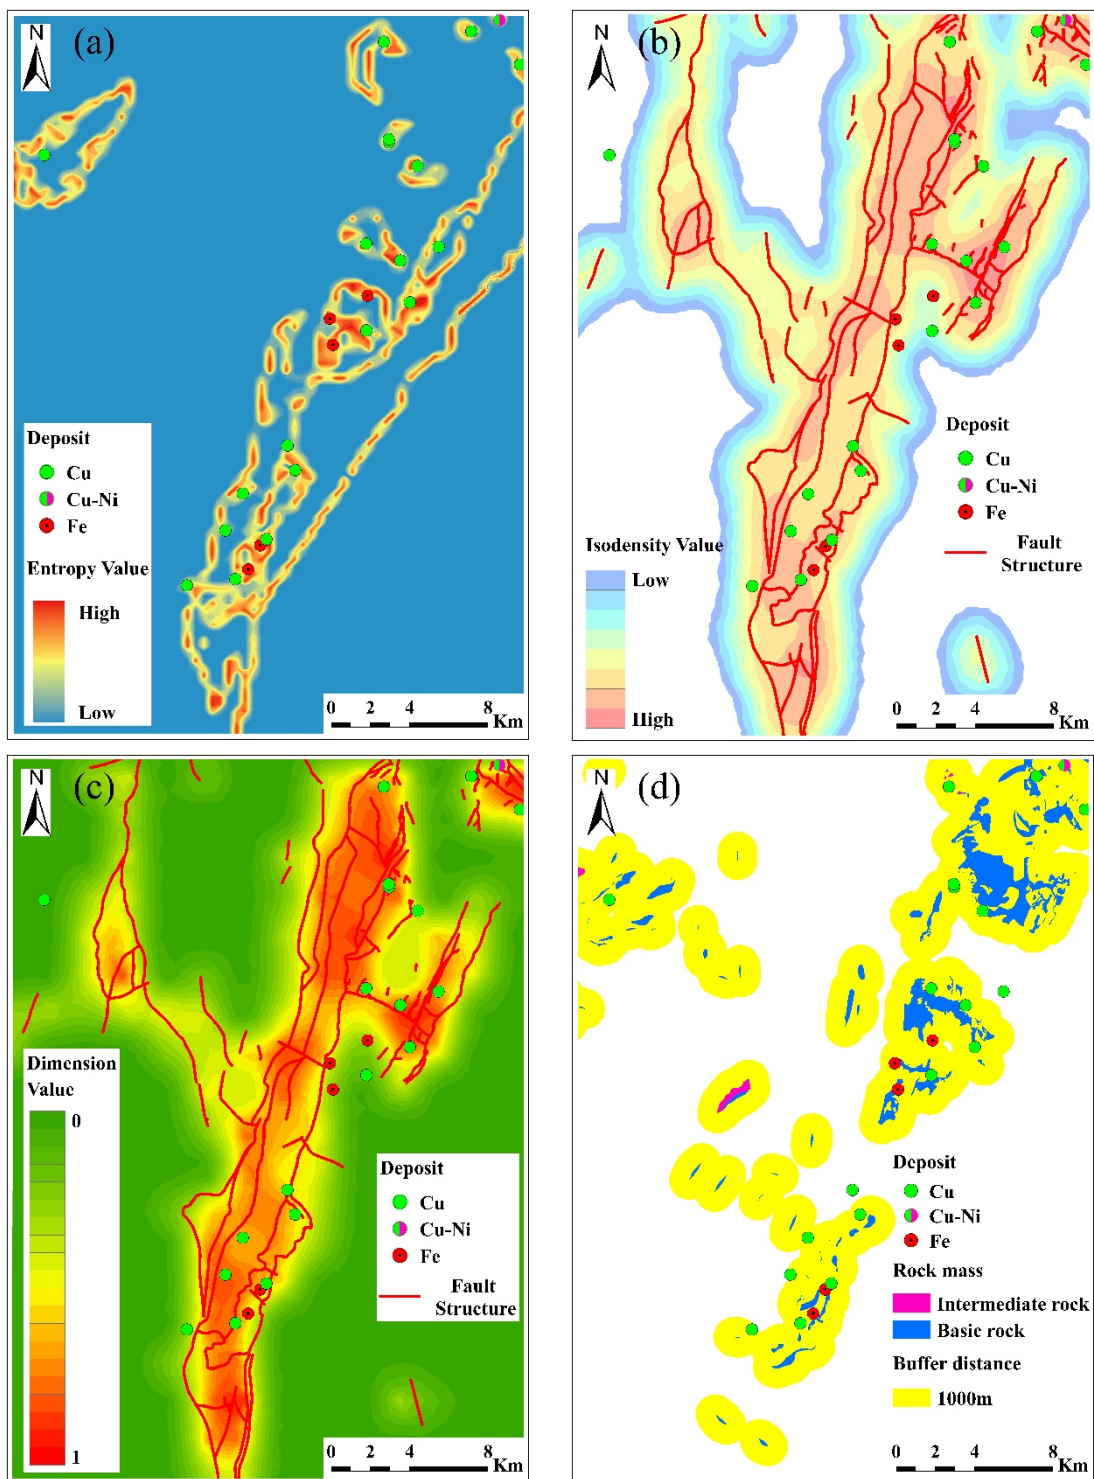 N
(a)
Deposit
Cu
Cu-Ni
Fe
Entropy Value
High
Low
0 2 4 8
Km
N
(b)
Deposit
Cu
Cu-Ni
Fe
Fault
Structure
Isodensity Value
Low
High
0 2 4 8
Km
N
(c)
Dimension
Value
0
1
Deposit
Cu
Cu-Ni
Fe
Fault
Structure
0 2 4 8
Km
N
(d)
Deposit
Cu
Cu-Ni
Fe
Rock mass
Intermediate rock
Basic rock
Buffer distance
1000m
0 2 4 8
Km